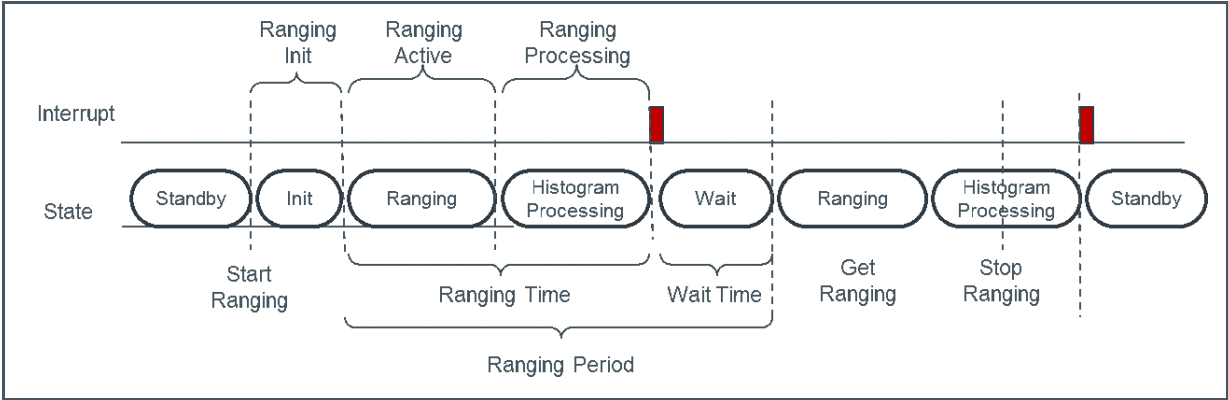 Ranging
Init
Ranging
Active
Ranging
Processing
Interrupt
State
Standby
Init
Ranging
Histogram
Processing
Wait
Ranging
Histogram
Processing
Standby
Start
Ranging
Ranging Time
Wait Time
Get
Ranging
Stop
Ranging
Ranging Period